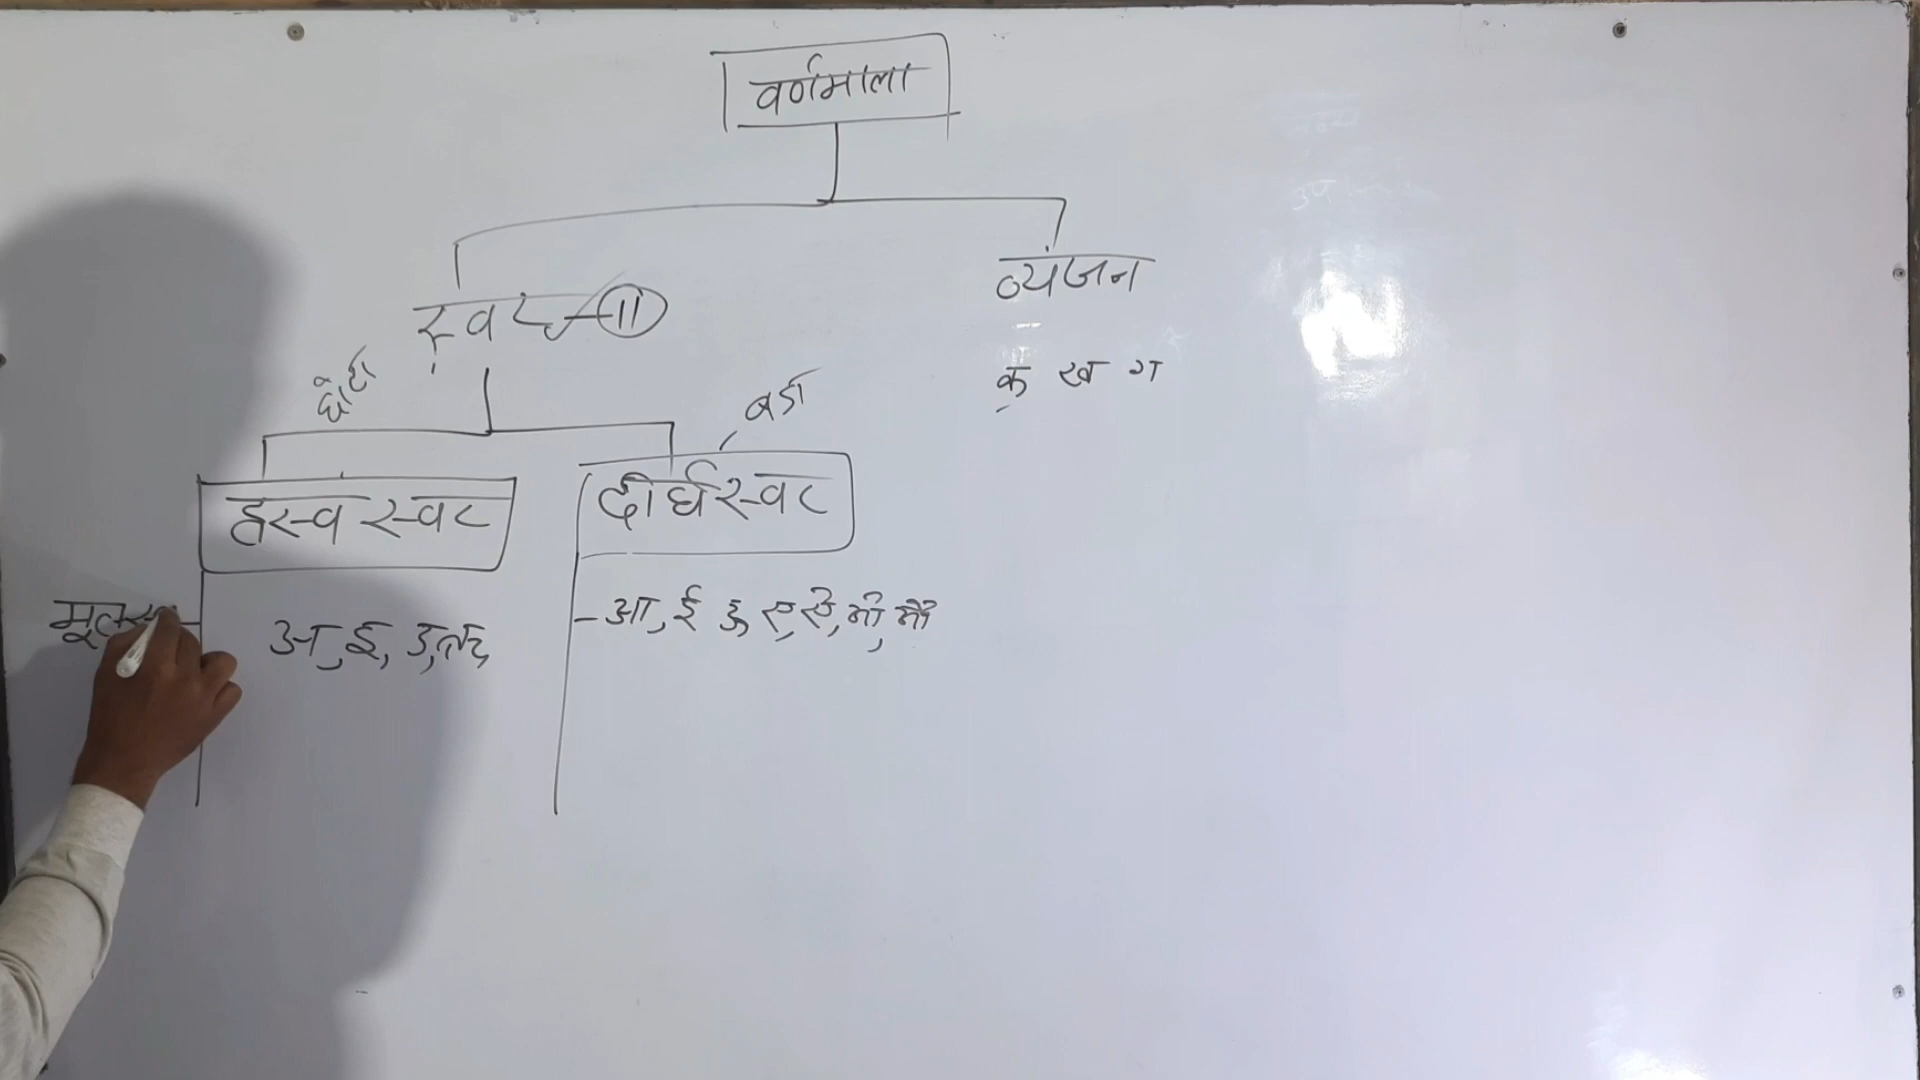 वर्णमाला
स्वर - 11
व्यंजन
क ख ग
छोटा
बडा
ह्रस्व स्वर
दीर्घ स्वर
मूल स्व
अ, इ, उ, ऋ
- आ, ई ऊ ए, ऐ, ओ, औ